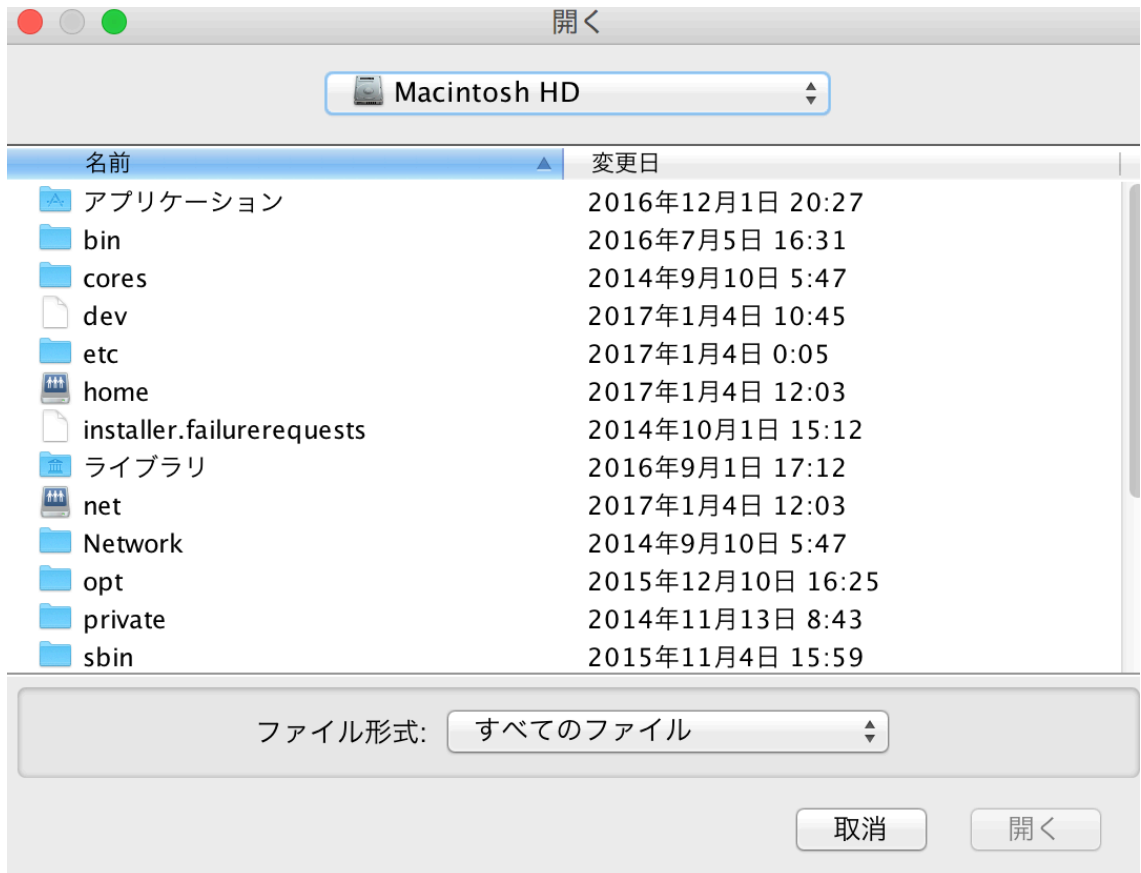 開く
Macintosh HD
名前 変更日
アプリケーション 2016年12月1日 20:27
bin 2016年7月5日 16:31
cores 2014年9月10日 5:47
dev 2017年1月4日 10:45
etc 2017年1月4日 0:05
home 2017年1月4日 12:03
installer.failurerequests 2014年10月1日 15:12
ライブラリ 2016年9月1日 17:12
net 2017年1月4日 12:03
Network 2014年9月10日 5:47
opt 2015年12月10日 16:25
private 2014年11月13日 8:43
sbin 2015年11月4日 15:59
ファイル形式: すべてのファイル
取消 開く